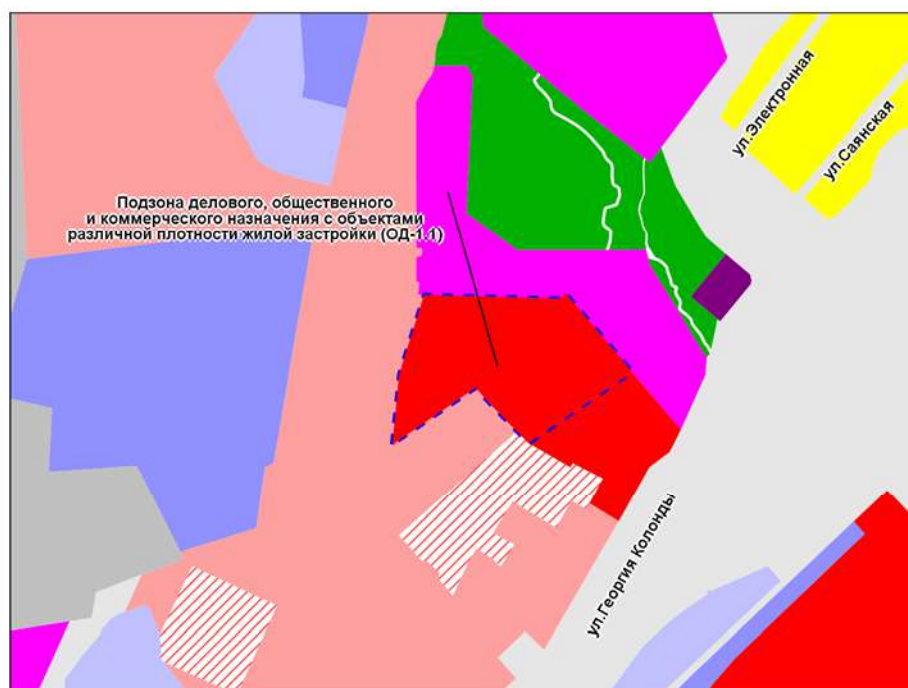 ул.Электронная
ул.Саянская
Подзона делового, общественного
и коммерческого назначения с объектами
различной плотности жилой застройки (ОД-1.1)
ул.Георгия Колонды